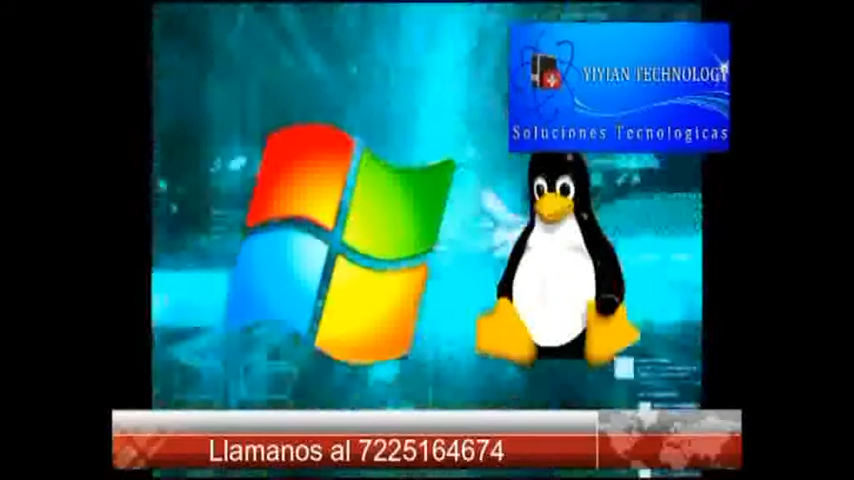 YIYIAN TECHNOLOGY
Soluciones Tecnologicas
Llamanos al 7225164674